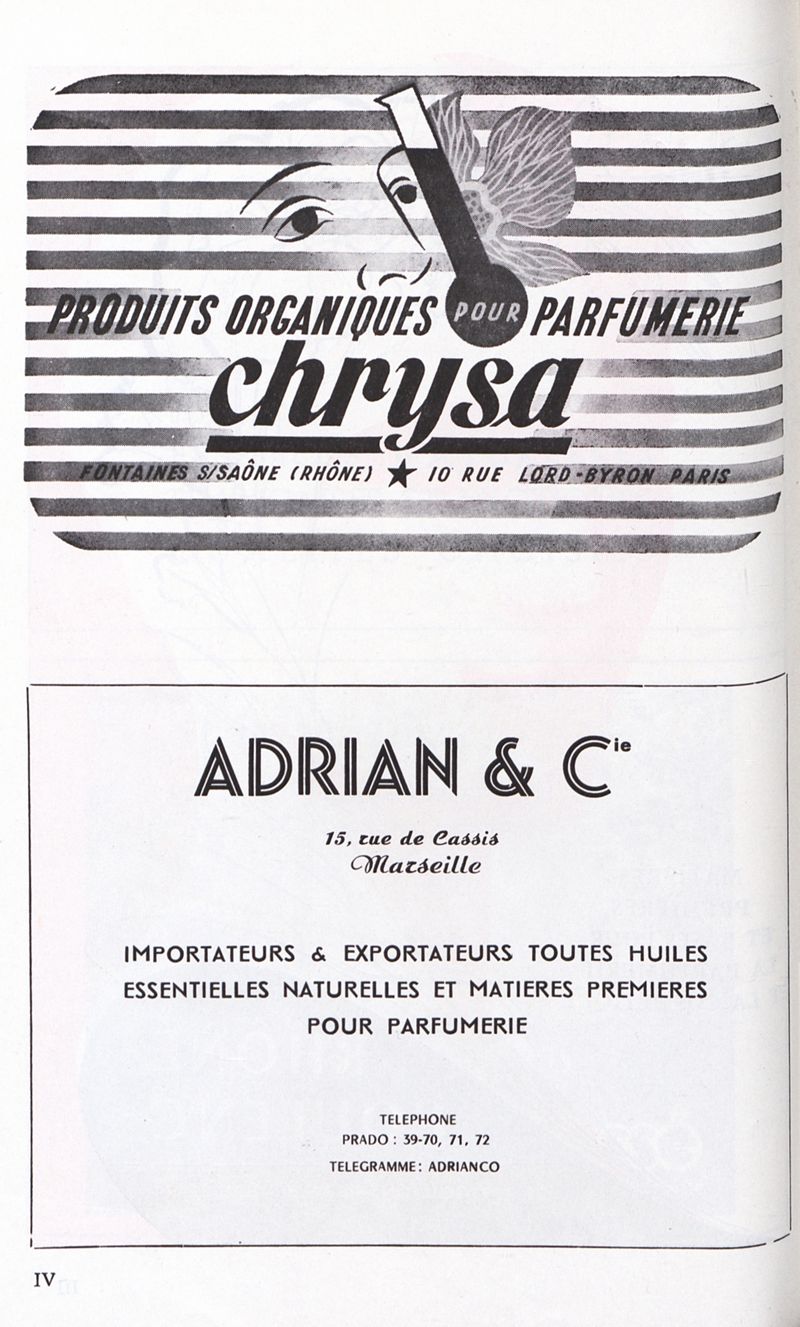 PRODUITS ORGANIQUES POUR PARFUMERIE
chrysa
FONTAINES S/SAÔNE (RHÔNE) ★ 10 RUE LORD-BYRON PARIS
ADRIAN & Cie
15, rue de Cassis
Marseille
IMPORTATEURS & EXPORTATEURS TOUTES HUILES
ESSENTIELLES NATURELLES ET MATIERES PREMIERES
POUR PARFUMERIE
TELEPHONE
PRADO : 39-70, 71, 72
TELEGRAMME : ADRIANCO
IV